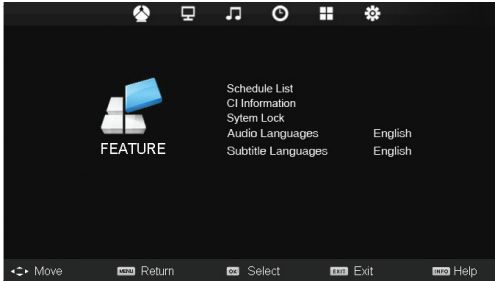 Schedule List
CI Information
Sytem Lock
Audio Languages English
Subtitle Languages English
FEATURE
Move MENU Return OK Select EXIT Exit INFO Help